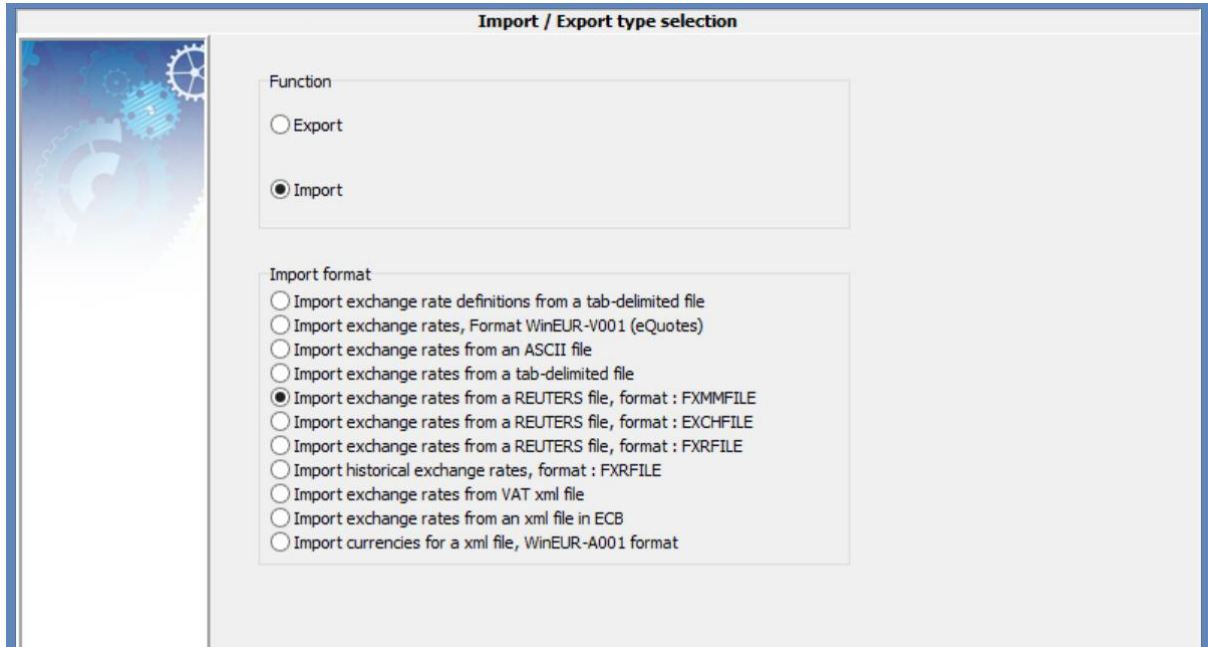 Import / Export type selection
Function
Export
Import
Import format
Import exchange rate definitions from a tab-delimited file
Import exchange rates, Format WinEUR-V001 (eQuotes)
Import exchange rates from an ASCII file
Import exchange rates from a tab-delimited file
Import exchange rates from a REUTERS file, format : FXMMFILE
Import exchange rates from a REUTERS file, format : EXCHFILE
Import exchange rates from a REUTERS file, format : FXRFILE
Import historical exchange rates, format : FXRFILE
Import exchange rates from VAT xml file
Import exchange rates from an xml file in ECB
Import currencies for a xml file, WinEUR-A001 format